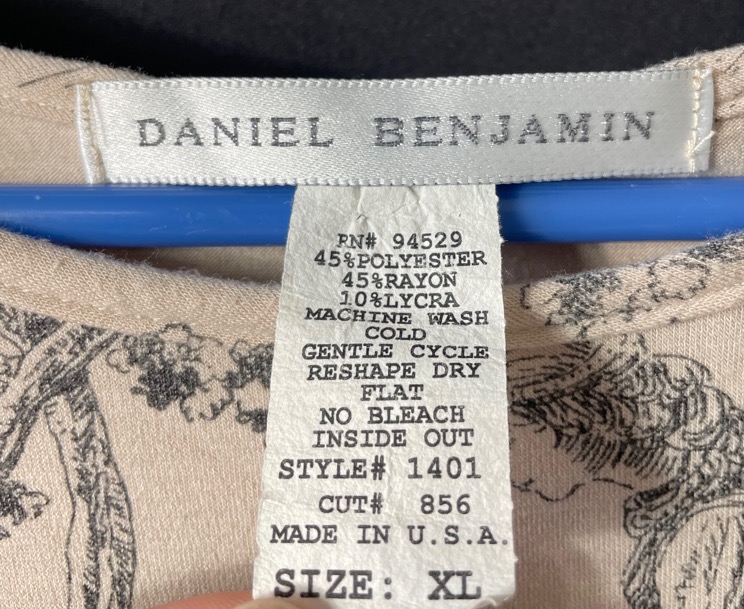 DANIEL BENJAMIN
RN# 94529
45%POLYESTER
45%RAYON
10%LYCRA
MACHINE WASH
COLD
GENTLE CYCLE
RESHAPE DRY
FLAT
NO BLEACH
INSIDE OUT
STYLE# 1401
CUT# 856
MADE IN U.S.A.
SIZE: XL